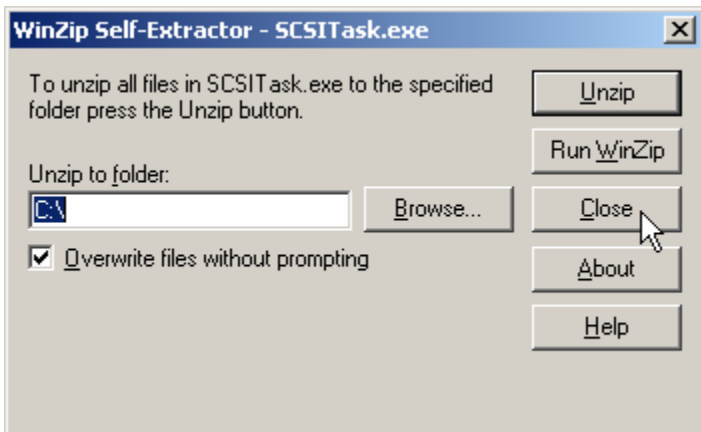 WinZip Self-Extractor - SCSITask.exe
To unzip all files in SCSITask.exe to the specified
folder press the Unzip button.
Unzip to folder:
C:\
Browse...
Overwrite files without prompting
Unzip
Run WinZip
Close
About
Help